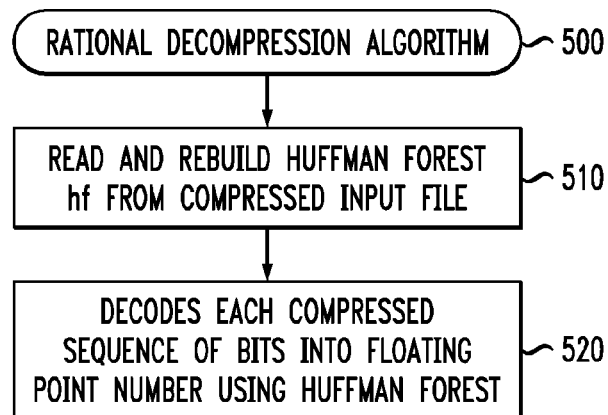 RATIONAL DECOMPRESSION ALGORITHM 500
READ AND REBUILD HUFFMAN FOREST
hf FROM COMPRESSED INPUT FILE
510
DECODES EACH COMPRESSED
SEQUENCE OF BITS INTO FLOATING
POINT NUMBER USING HUFFMAN FOREST
520